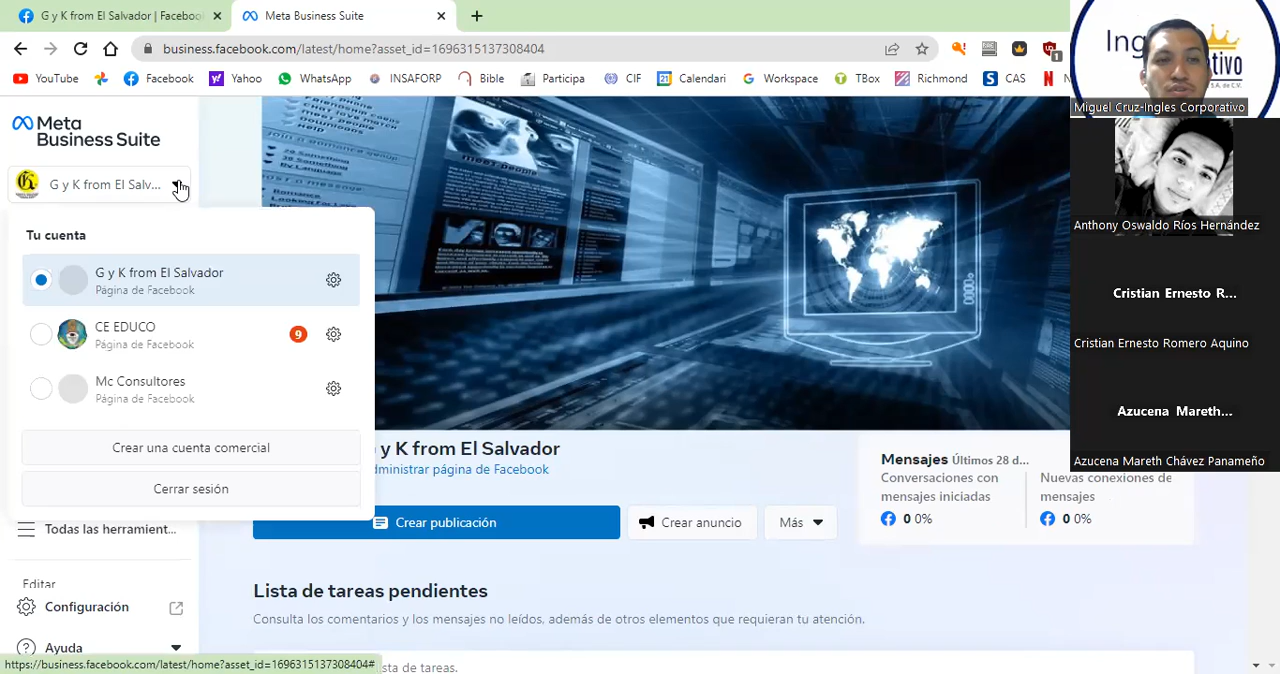 G y K from El Salvador | Facebook
Meta Business Suite
business.facebook.com/latest/home?asset_id=1696315137308404
YouTube
Facebook
Yahoo
WhatsApp
INSAFORP
Bible
Participa
CIF
Calendari
Workspace
TBox
Richmond
CAS
Meta
Business Suite
G y K from El Salv...
Tu cuenta
G y K from El Salvador
Página de Facebook
CE EDUCO
Página de Facebook
9
Mc Consultores
Página de Facebook
Crear una cuenta comercial
Cerrar sesión
Todas las herramient...
Editar
Configuración
Ayuda
https://business.facebook.com/latest/home?asset_id=1696315137308404#
y K from El Salvador
dministrar página de Facebook
Crear publicación
Crear anuncio
Más
Mensajes Últimos 28 d...
Conversaciones con
mensajes iniciadas
0 0%
Nuevas conexiones de
mensajes
0 0%
Lista de tareas pendientes
Consulta los comentarios y los mensajes no leídos, además de otros elementos que requieran tu atención.
sta de tareas.
Miguel Cruz-Ingles Corporativo
Anthony Oswaldo Ríos Hernández
Cristian Ernesto R...
Cristian Ernesto Romero Aquino
Azucena Mareth...
Azucena Mareth Chávez Panameño